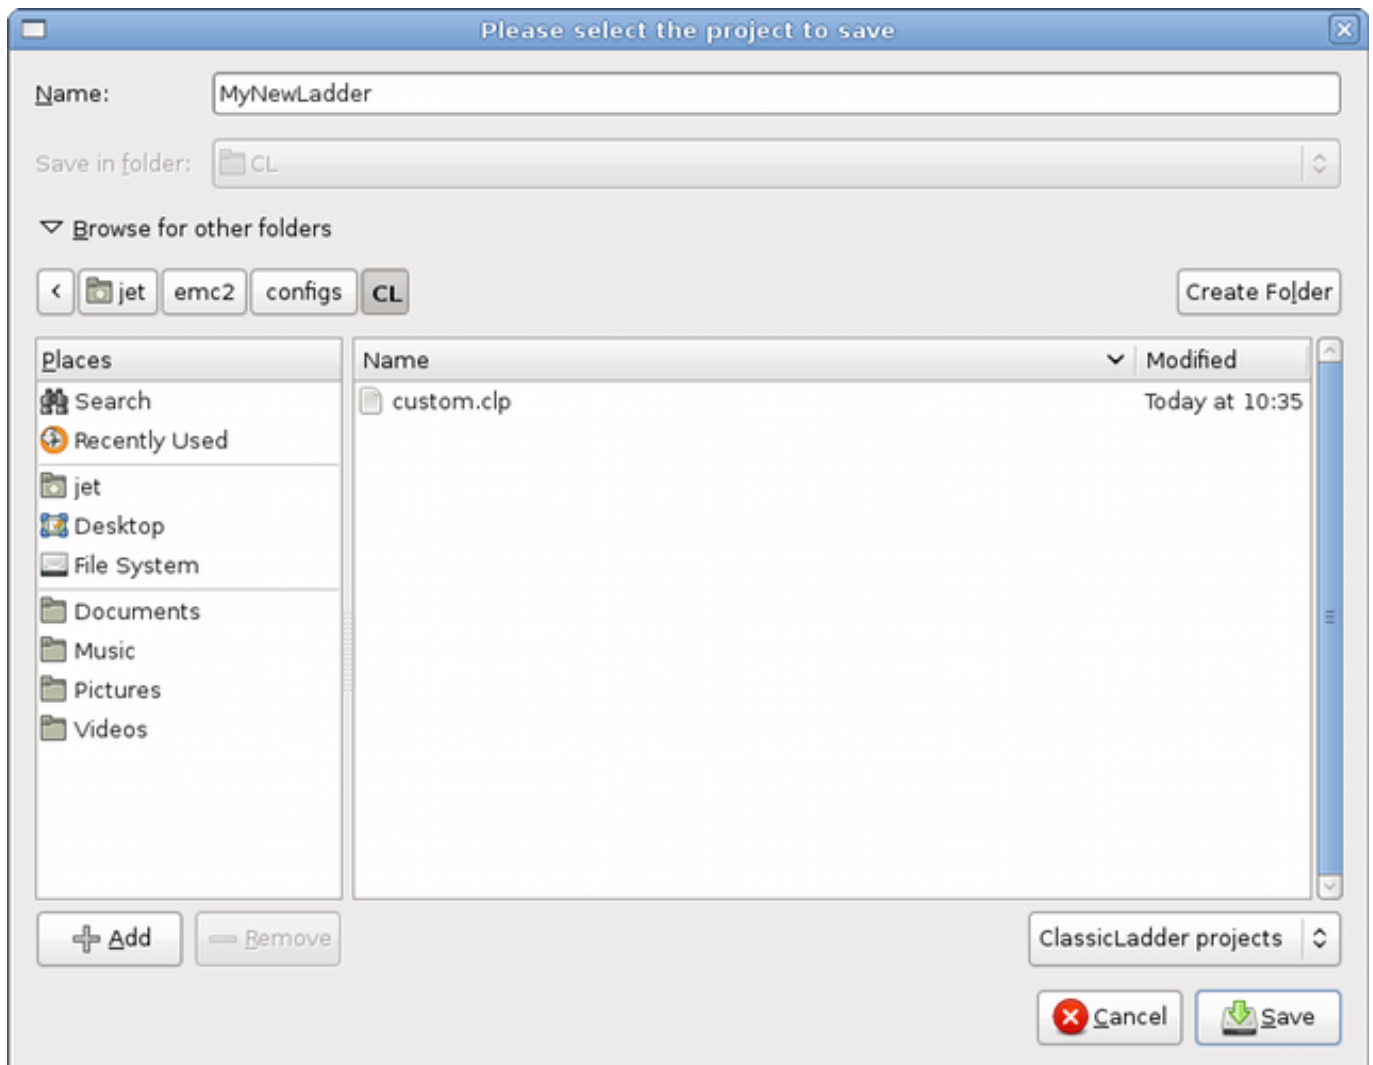 Please select the project to save
Name: MyNewLadder
Save in folder: CL
Browse for other folders
jet emc2 configs CL Create Folder
Places Name Modified
Search custom.clp Today at 10:35
Recently Used
jet
Desktop
File System
Documents
Music
Pictures
Videos
Add Remove ClassicLadder projects
Cancel Save